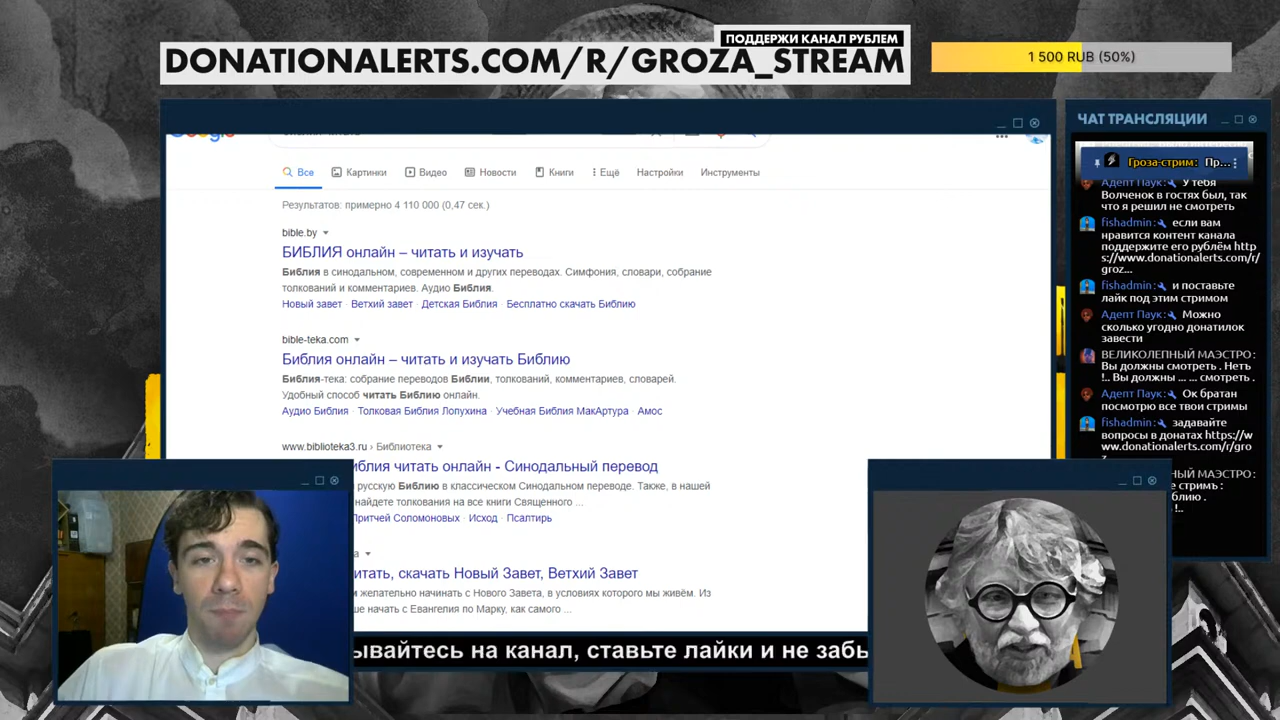 ПОДДЕРЖИ КАНАЛ РУБЛЕМ
DONATIONALERTS.COM/R/GROZA_STREAM
1 500 RUB (50%)
Все
Картинки
Видео
Новости
Книги
Ещё
Настройки
Инструменты
Результатов: примерно 4 110 000 (0,47 сек.)
bible.by
БИБЛИЯ онлайн – читать и изучать
Библия в синодальном, современном и других переводах. Симфония, словари, собрание
толкований и комментариев. Аудио Библия.
Новый завет · Ветхий завет · Детская Библия · Бесплатно скачать Библию
bible-teka.com
Библия онлайн – читать и изучать Библию
Библия-тека: собрание переводов Библии, толкований, комментариев, словарей.
Удобный способ читать Библию онлайн.
Аудио Библия · Толковая Библия Лопухина · Учебная Библия МакАртура · Амос
www.biblioteka3.ru › Библиотека
иблия читать онлайн - Синодальный перевод
русскую Библию в классическом Синодальном переводе. Также, в нашей
найдете толкования на все книги Священного ...
Притчей Соломоновых · Исход · Псалтирь
а
итать, скачать Новый Завет, Ветхий Завет
м желательно начинать с Нового Завета, в условиях которого мы живём. Из
ше начать с Евангелия по Марку, как самого ...
ывайтесь на канал, ставьте лайки и не забы
ЧАТ ТРАНСЛЯЦИИ
Гроза-стрим: Пр...
Адепт Паук: У тебя
Волченок в гостях был, так
что я решил не смотреть
fishadmin: если вам
нравится контент канала
поддержите его рублём http
s://www.donationalerts.com/r/
groz...
fishadmin: и поставьте
лайк под этим стримом
Адепт Паук: Можно
сколько угодно донатилок
завести
ВЕЛИКОЛЕПНЫЙ МАЭСТРО:
Вы должны смотреть . Неть
!.. Вы должны ... ... смотреть .
Адепт Паук: Ок братан
посмотрю все твои стримы
fishadmin: задавайте
вопросы в донатах https://w
ww.donationalerts.com/r/gro
ЫЙ МАЭСТРО:
е стримъ :
блию .
!..